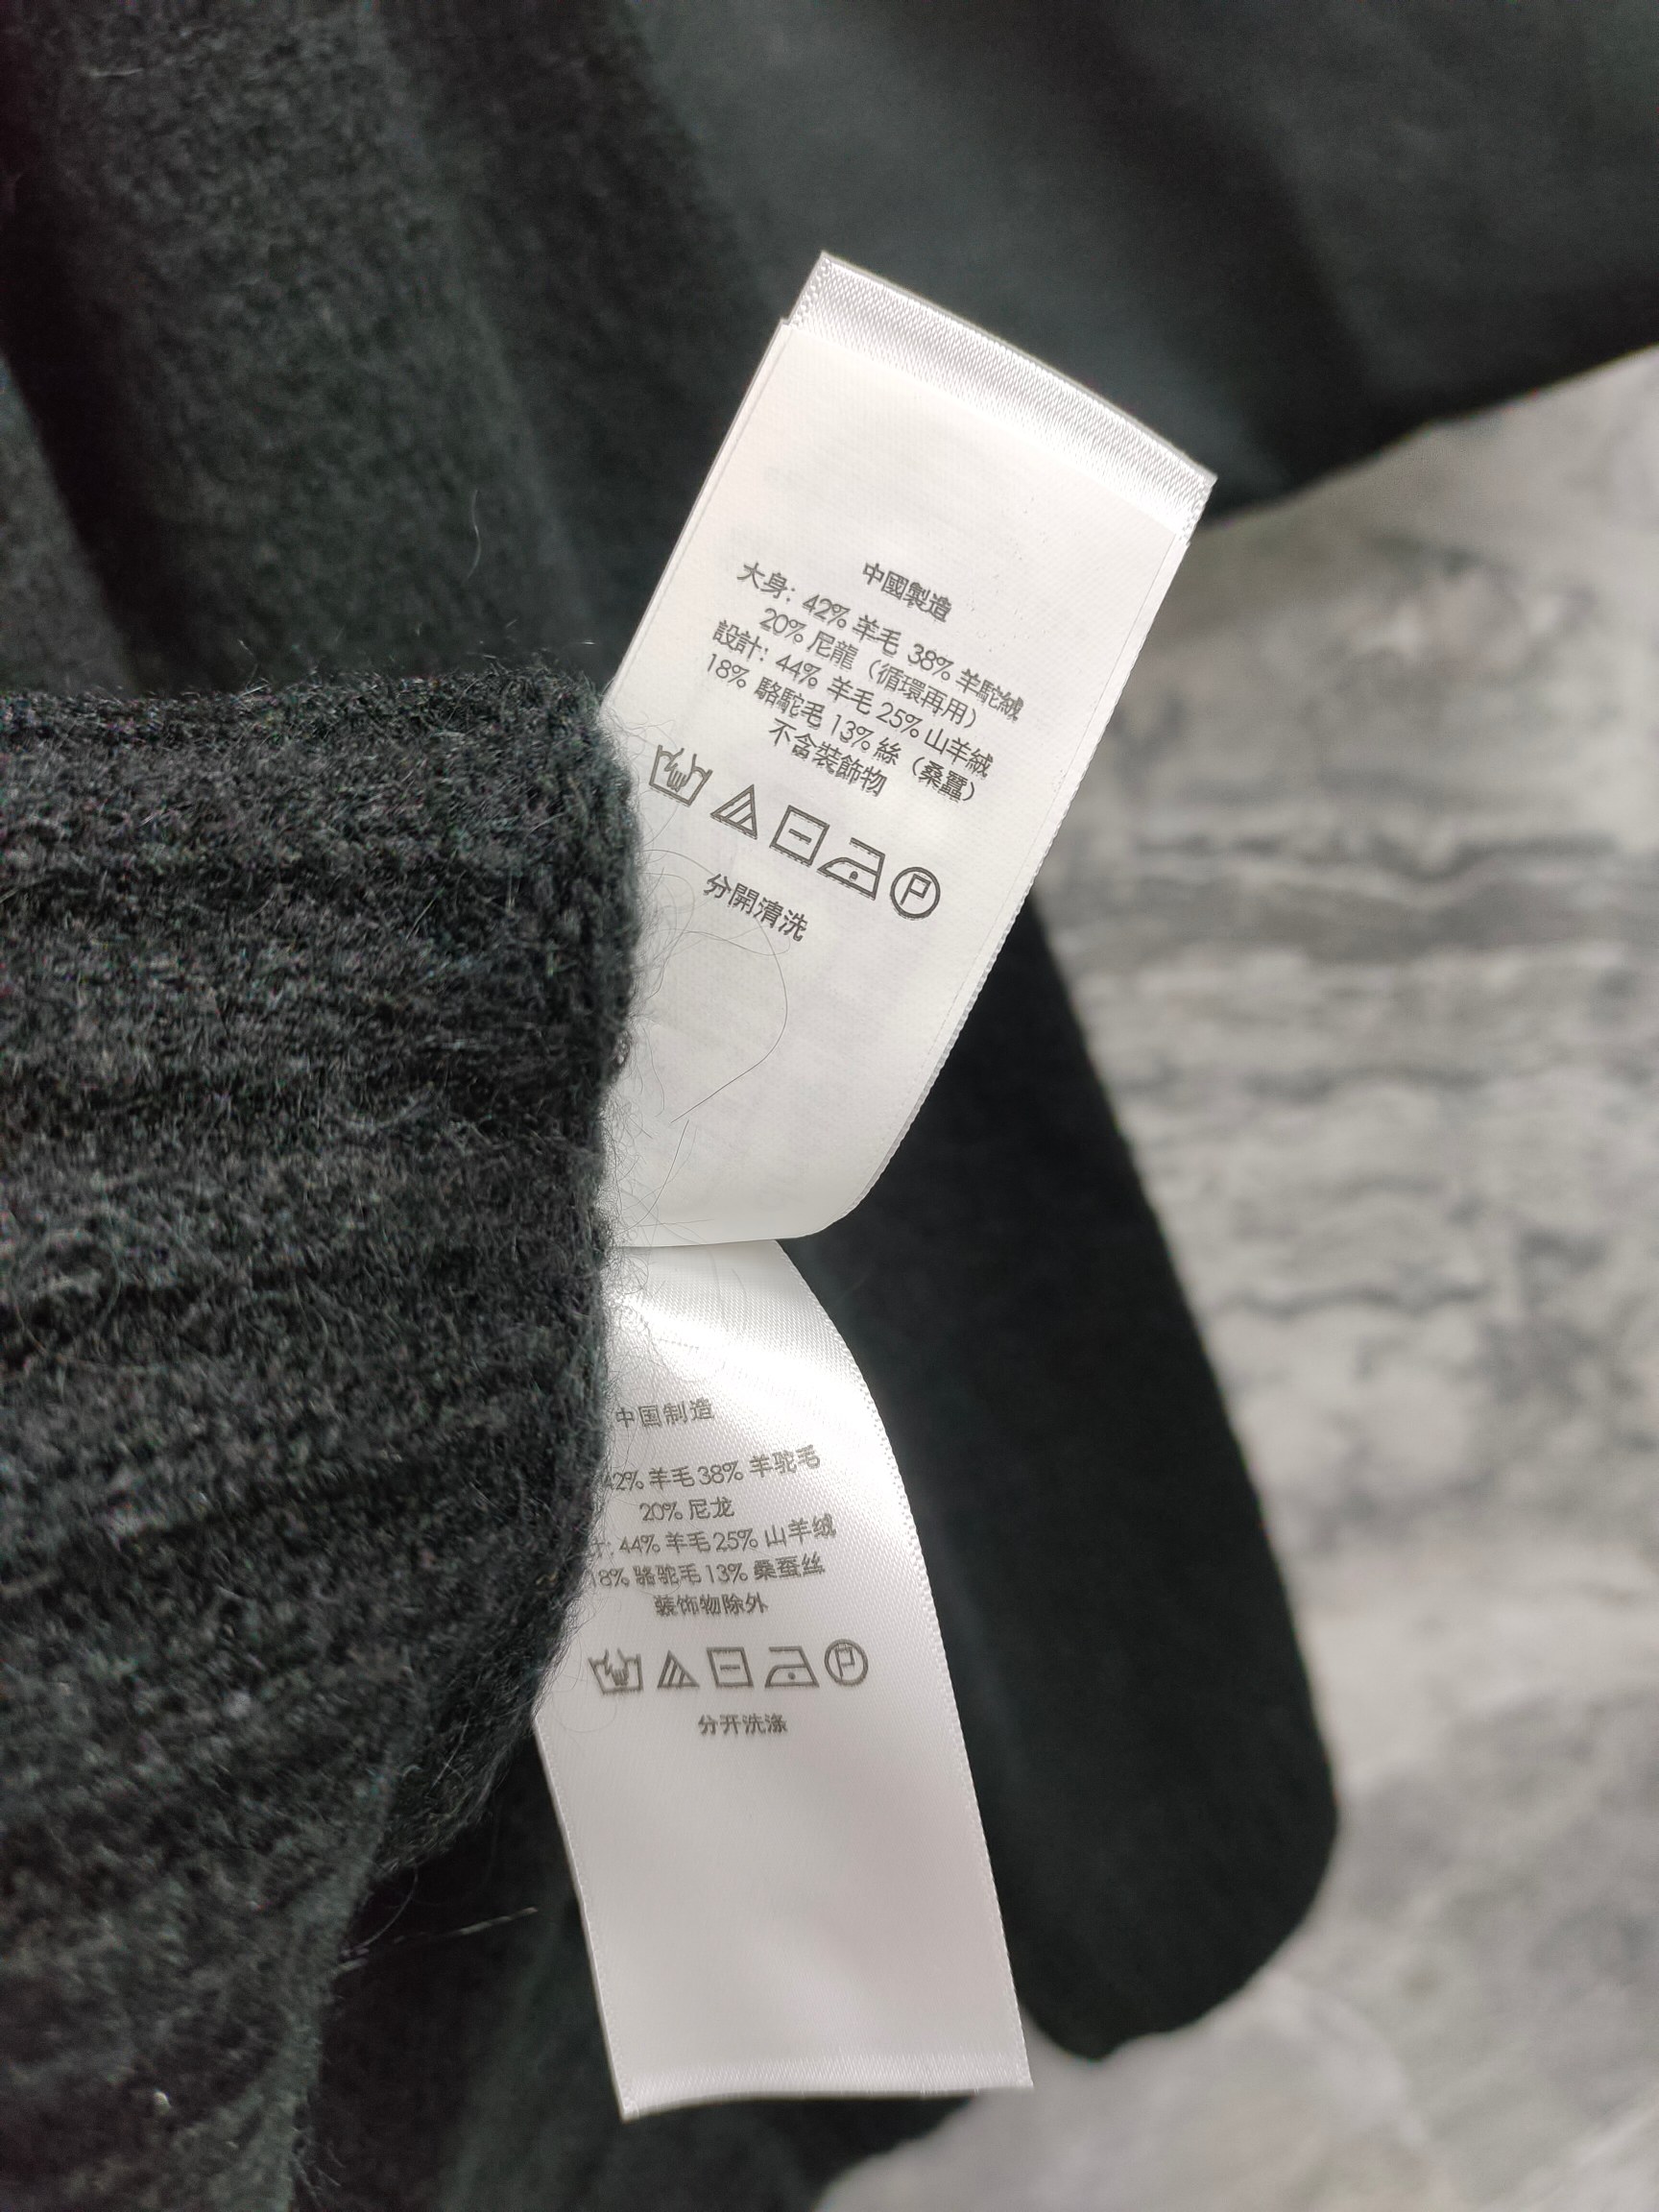 中國製造
大身: 42% 羊毛 38% 羊駝絨
20% 尼龍 (循環再用)
設計: 44% 羊毛 25% 山羊絨
18% 駱駝毛 13% 絲 (桑蠶)
不含裝飾物
P
分開清洗
中国制造
42% 羊毛 38% 羊驼毛
20% 尼龙
计: 44% 羊毛 25% 山羊绒
18% 骆驼毛 13% 桑蚕丝
装饰物除外
P
分开洗涤